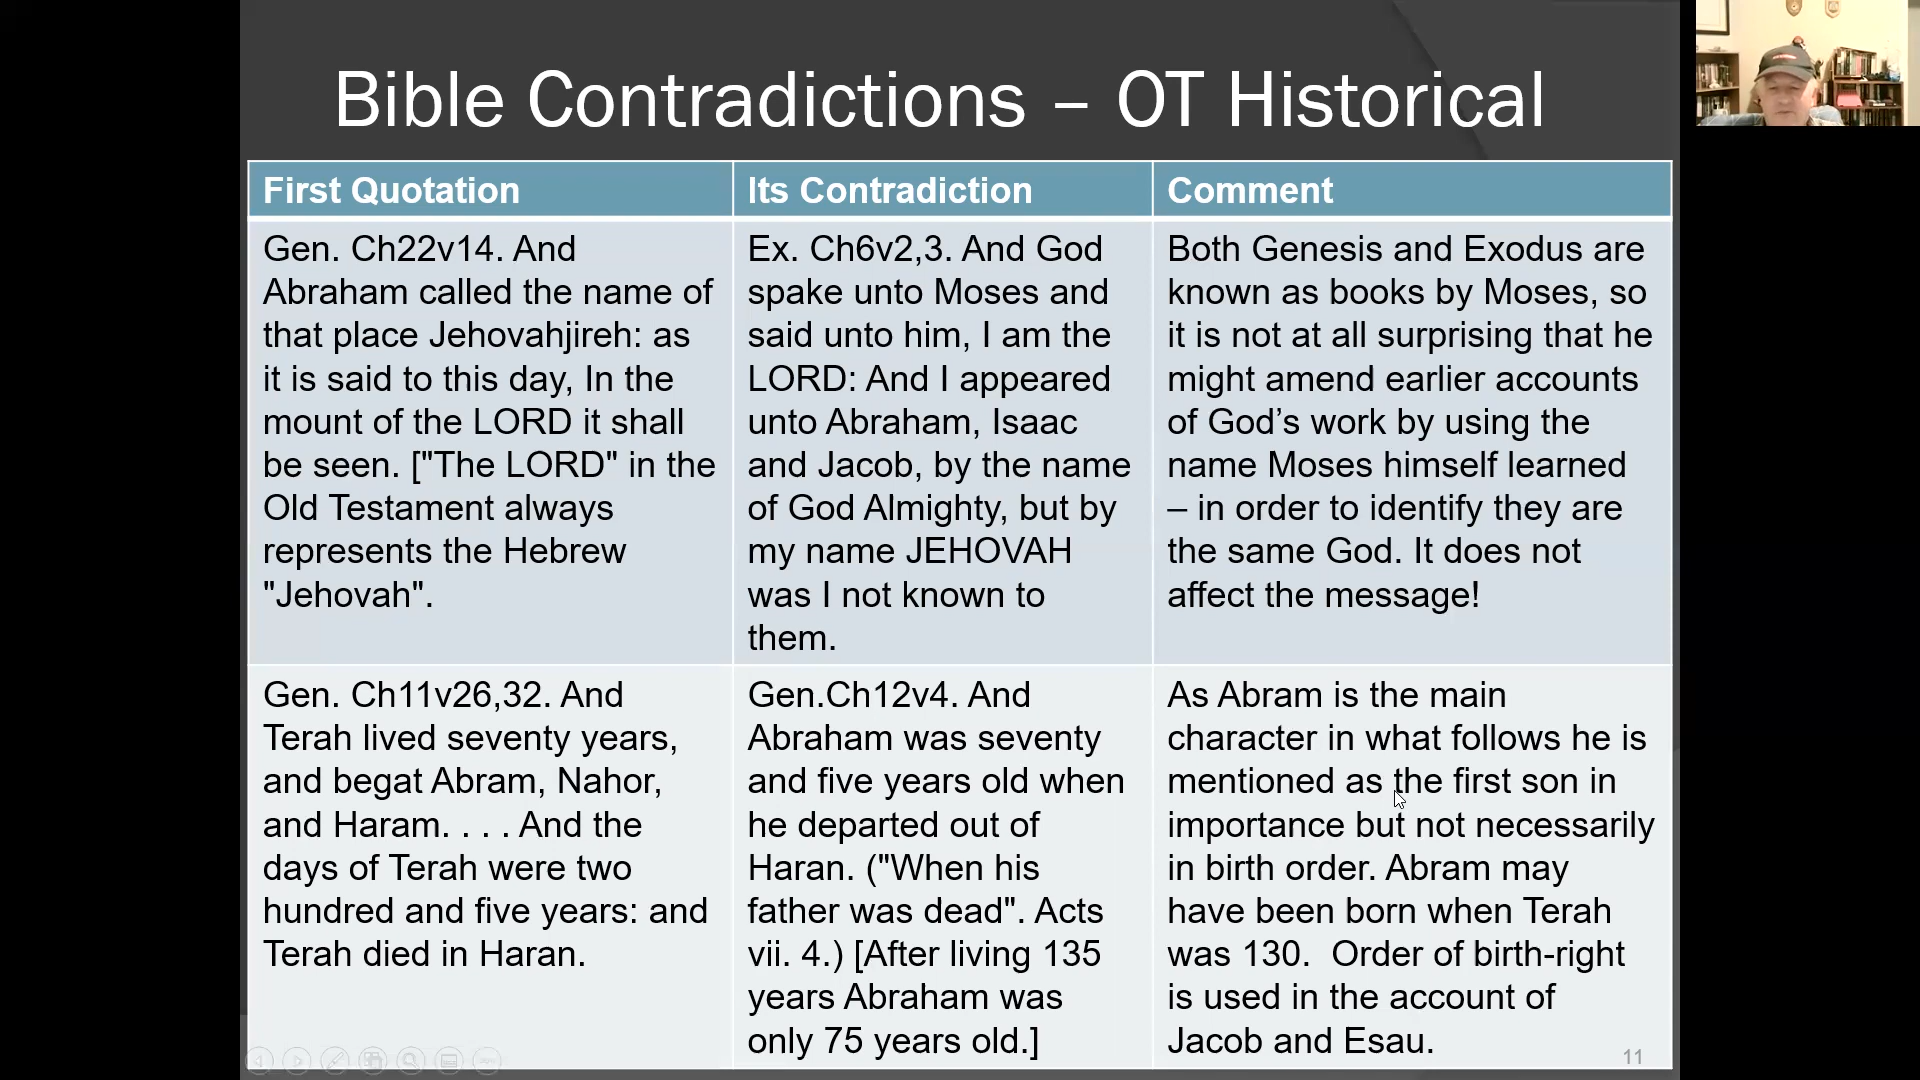 Bible Contradictions – OT Historical
First Quotation
Its Contradiction
Comment
Gen. Ch22v14. And
Abraham called the name of
that place Jehovahjireh: as
it is said to this day, In the
mount of the LORD it shall
be seen. ["The LORD" in the
Old Testament always
represents the Hebrew
"Jehovah".
Ex. Ch6v2,3. And God
spake unto Moses and
said unto him, I am the
LORD: And I appeared
unto Abraham, Isaac
and Jacob, by the name
of God Almighty, but by
my name JEHOVAH
was I not known to
them.
Both Genesis and Exodus are
known as books by Moses, so
it is not at all surprising that he
might amend earlier accounts
of God’s work by using the
name Moses himself learned
– in order to identify they are
the same God. It does not
affect the message!
Gen. Ch11v26,32. And
Terah lived seventy years,
and begat Abram, Nahor,
and Haram. . . . And the
days of Terah were two
hundred and five years: and
Terah died in Haran.
Gen.Ch12v4. And
Abraham was seventy
and five years old when
he departed out of
Haran. ("When his
father was dead". Acts
vii. 4.) [After living 135
years Abraham was
only 75 years old.]
As Abram is the main
character in what follows he is
mentioned as the first son in
importance but not necessarily
in birth order. Abram may
have been born when Terah
was 130.  Order of birth-right
is used in the account of
Jacob and Esau.
11